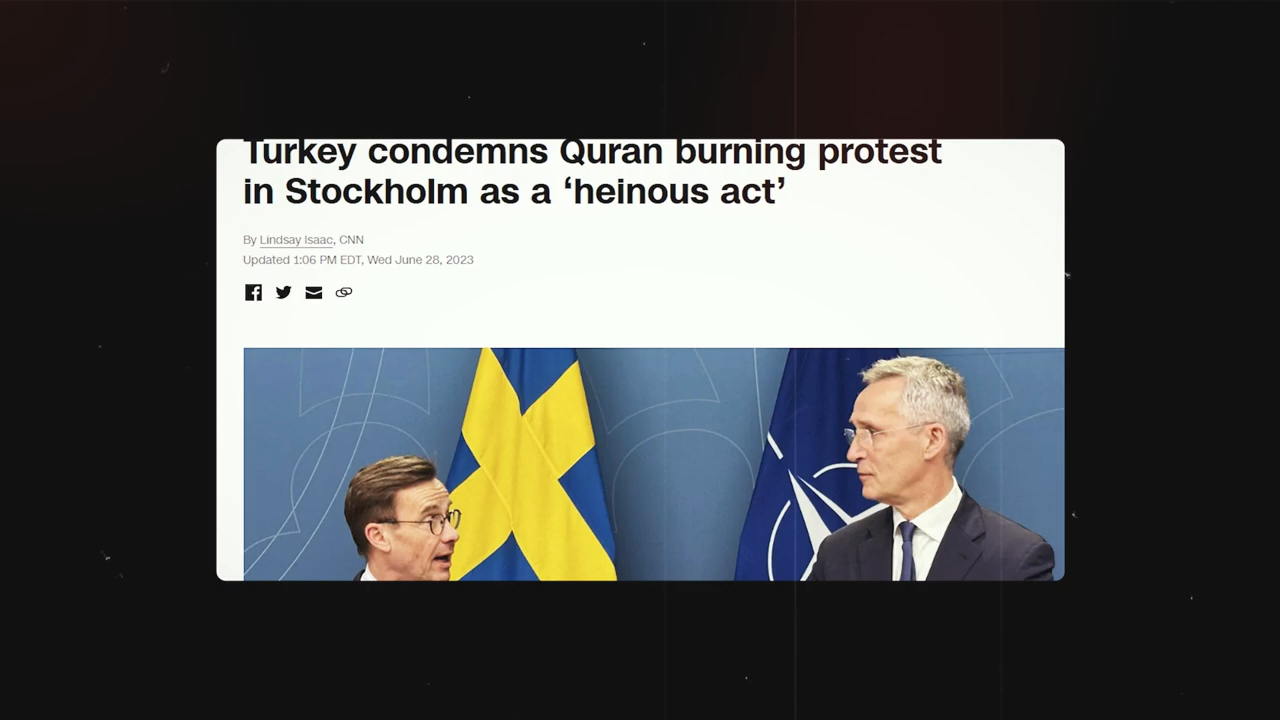 Turkey condemns Quran burning protest
in Stockholm as a ‘heinous act’
By Lindsay Isaac, CNN
Updated 1:06 PM EDT, Wed June 28, 2023